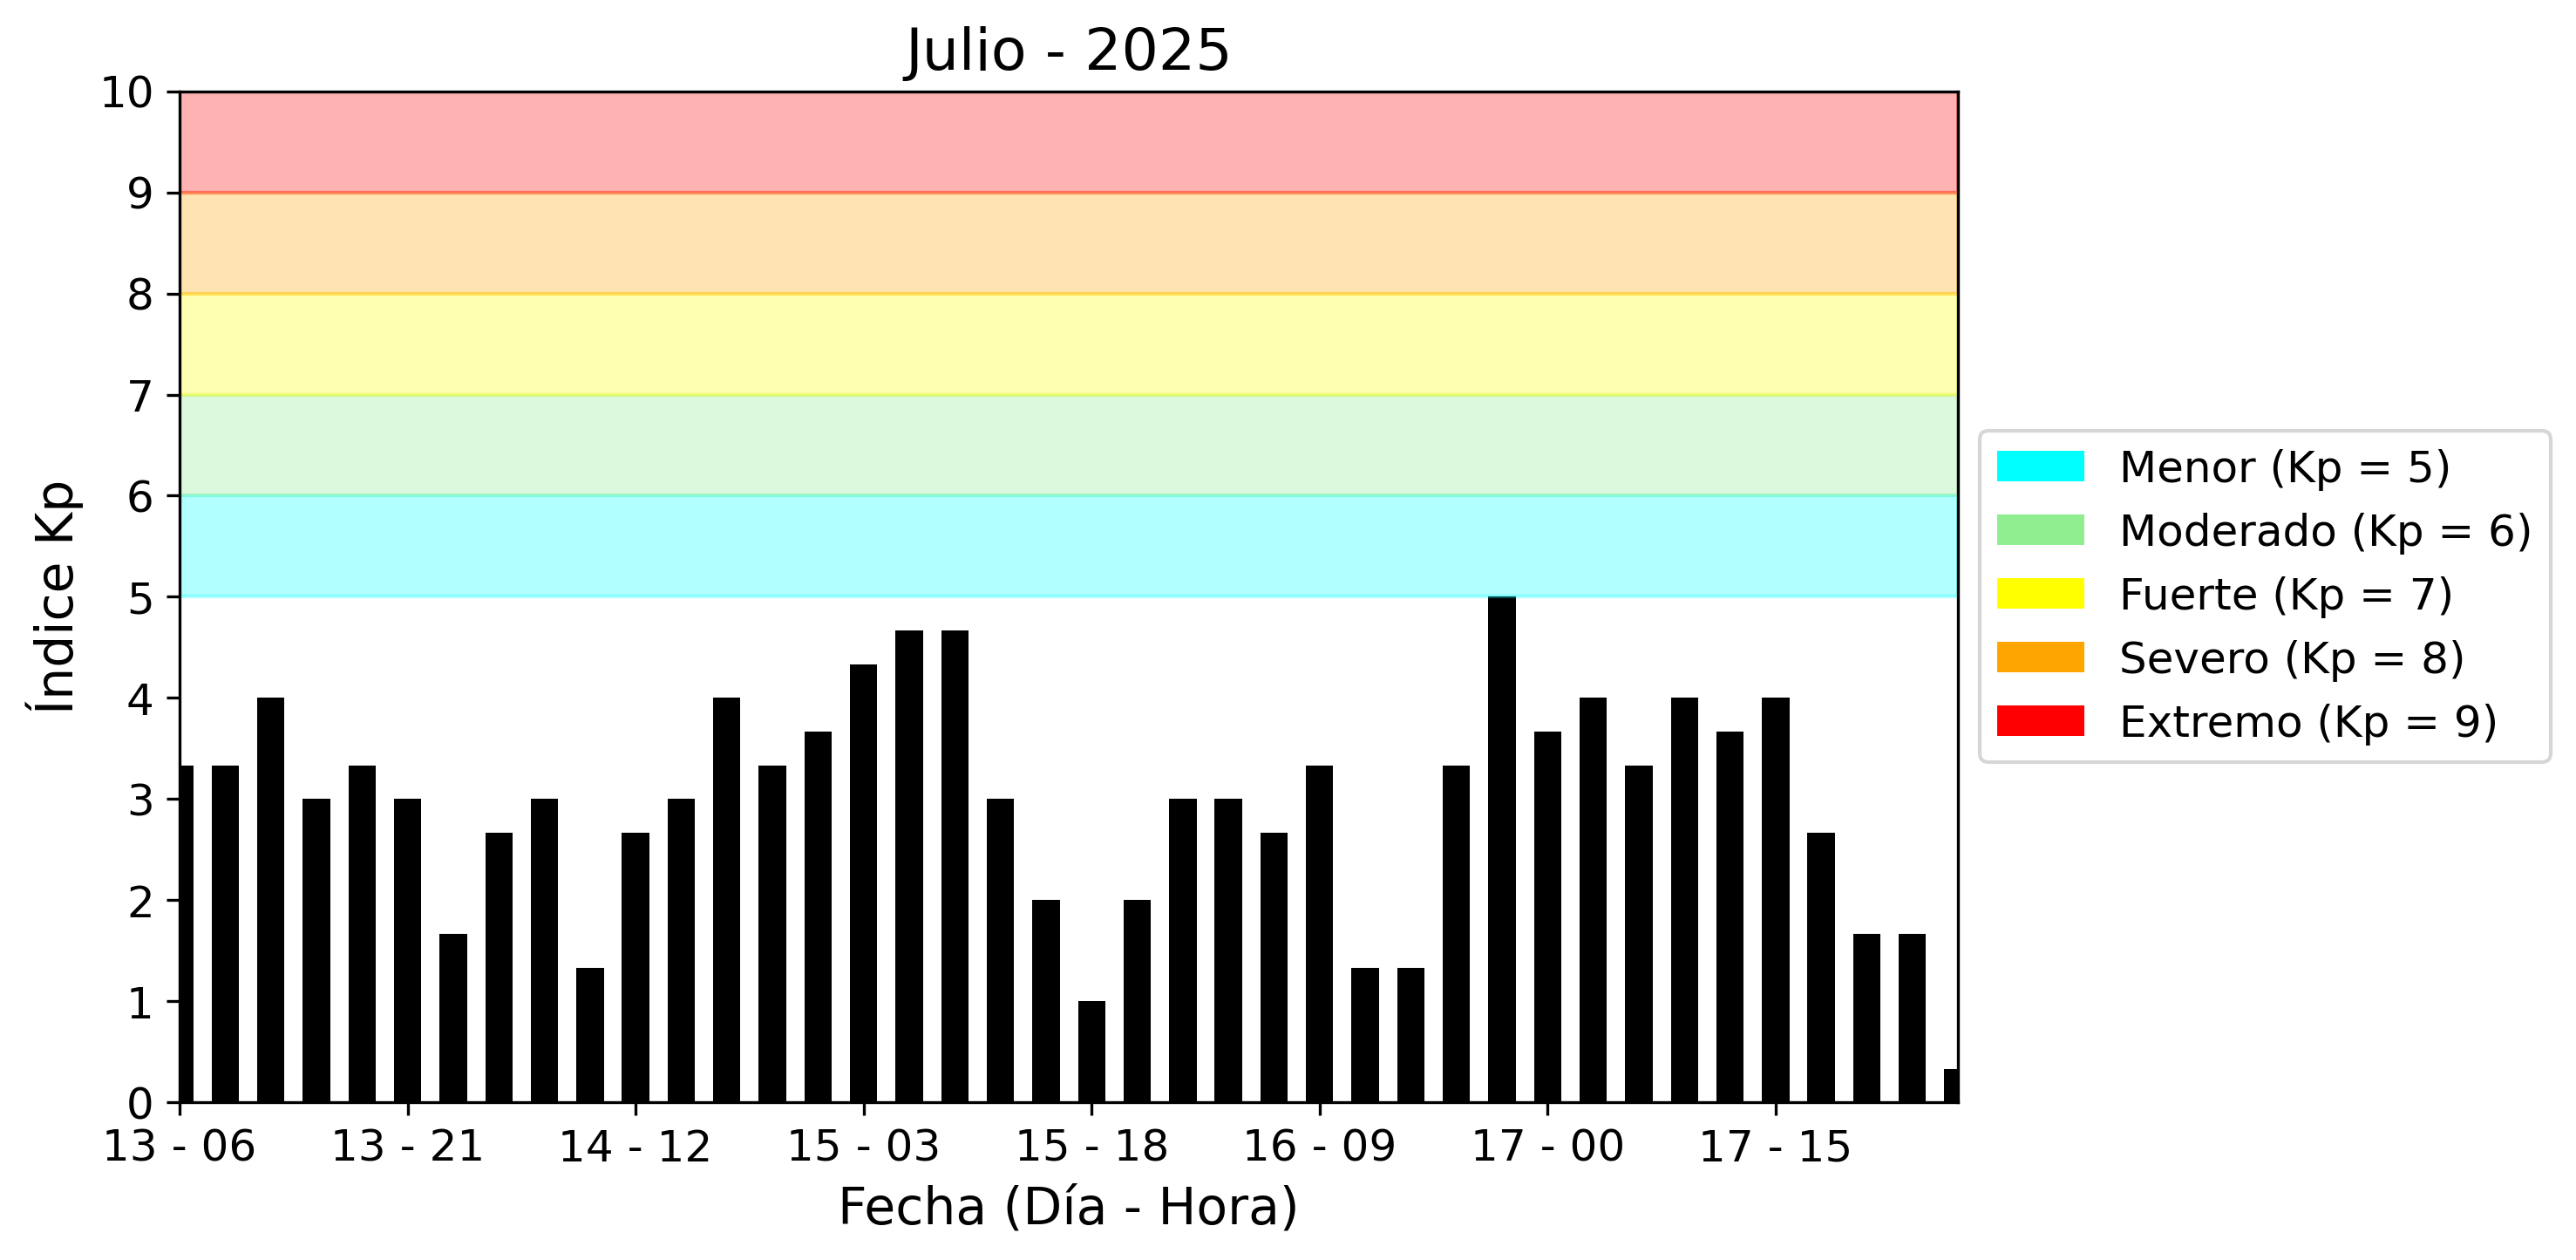 Julio - 2025
10
9
8
7
6
5
4
3
2
1
0
Índice Kp
13 - 06
13 - 21
14 - 12
15 - 03
15 - 18
16 - 09
17 - 00
17 - 15
Fecha (Día - Hora)
Menor (Kp = 5)
Moderado (Kp = 6)
Fuerte (Kp = 7)
Severo (Kp = 8)
Extremo (Kp = 9)